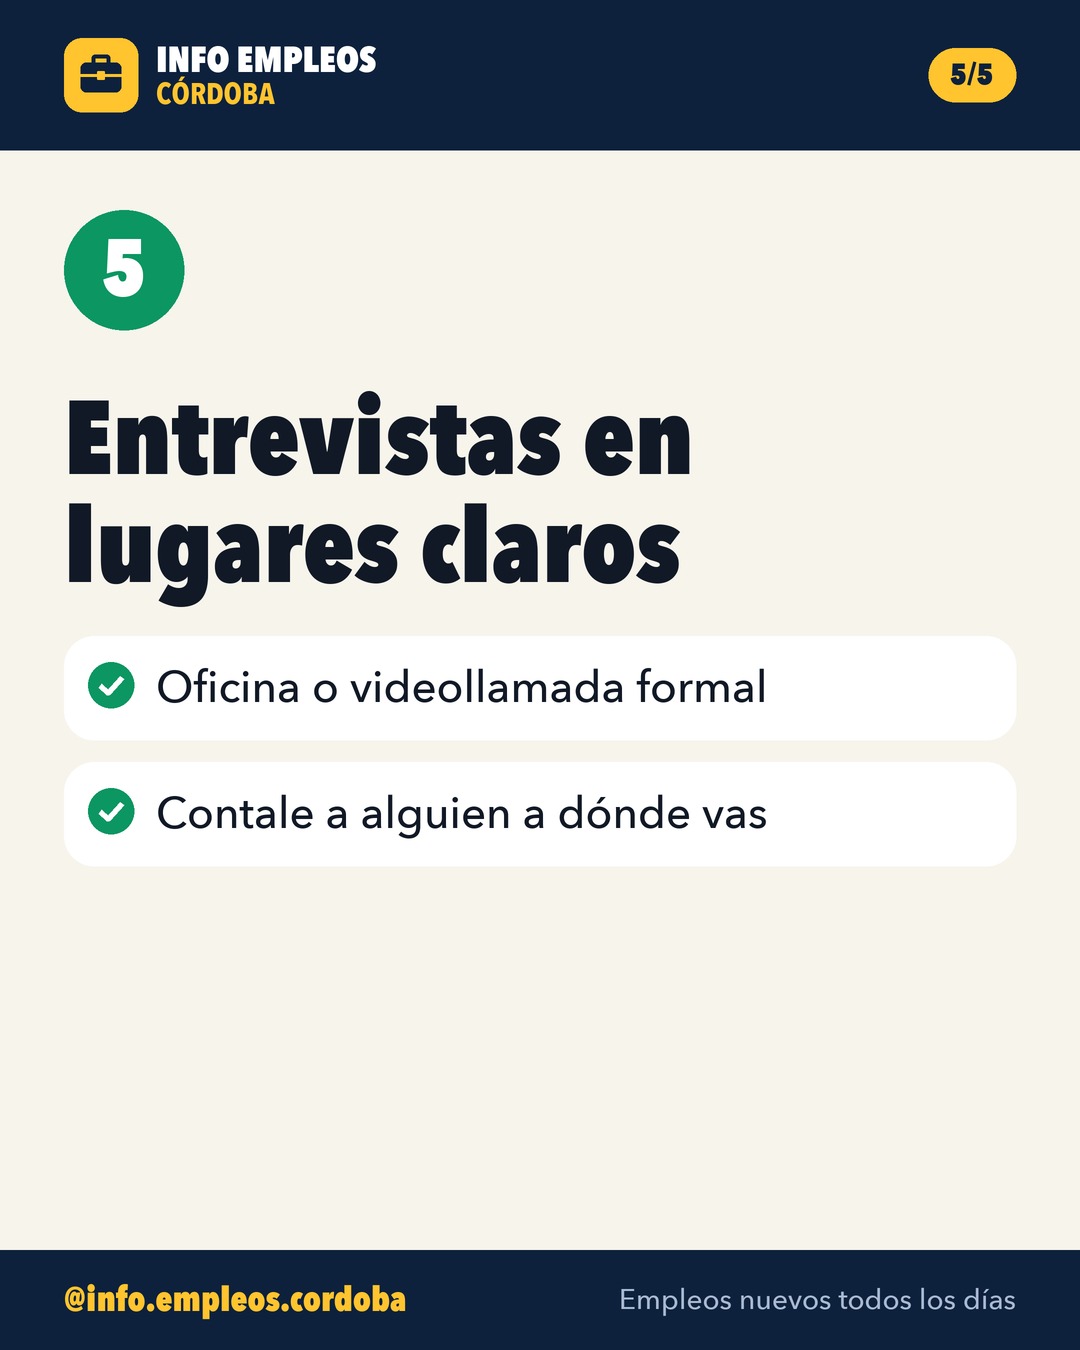 INFO EMPLEOS
CÓRDOBA
5/5
5
Entrevistas en
lugares claros
Oficina o videollamada formal
Contale a alguien a dónde vas
@info.empleos.cordoba
Empleos nuevos todos los días